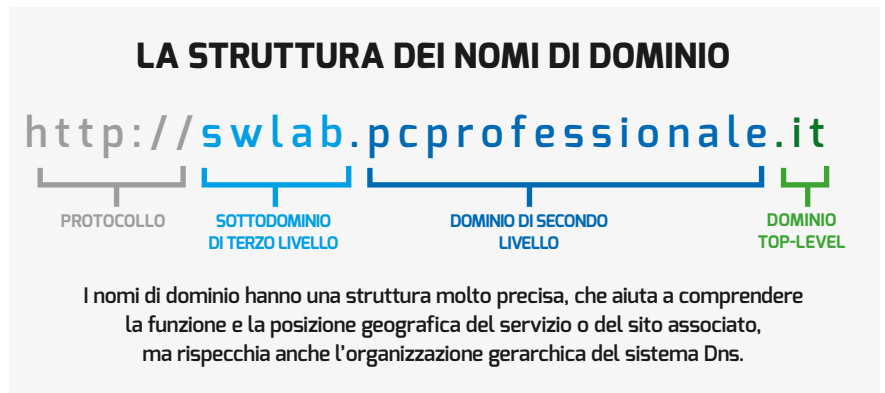 LA STRUTTURA DEI NOMI DI DOMINIO
http://swlab.pcprofessionale.it
PROTOCOLLO
SOTTODOMINIO
DI TERZO LIVELLO
DOMINIO DI SECONDO
LIVELLO
DOMINIO
TOP-LEVEL
I nomi di dominio hanno una struttura molto precisa, che aiuta a comprendere
la funzione e la posizione geografica del servizio o del sito associato,
ma rispecchia anche l'organizzazione gerarchica del sistema Dns.